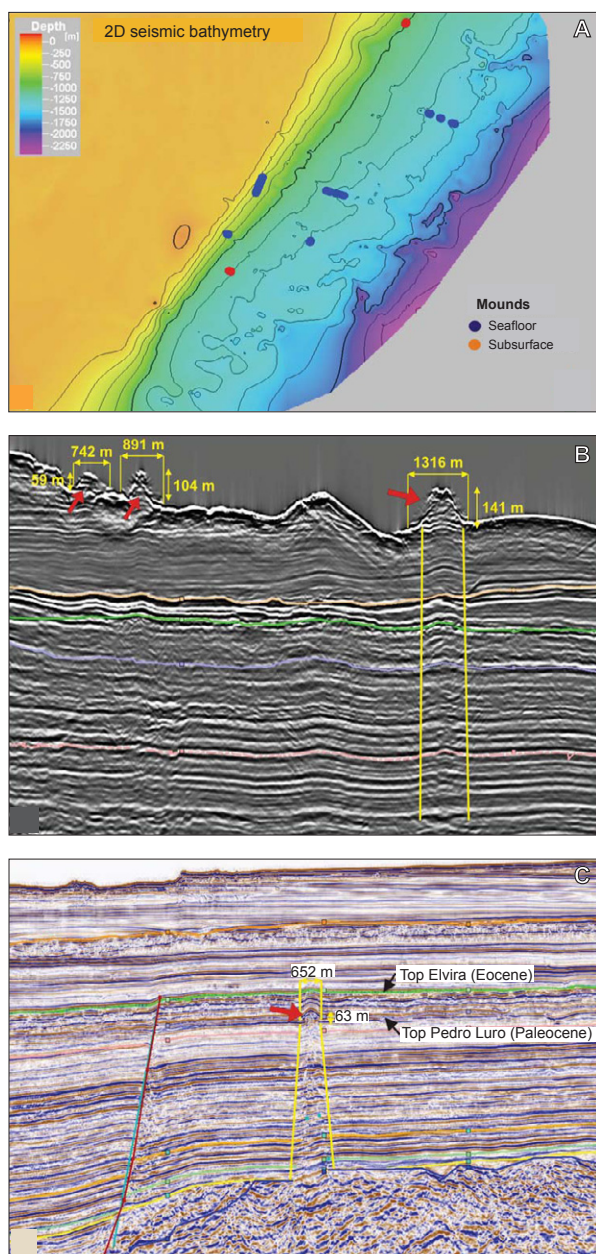 Depth
[m]
0
-250
-500
-750
-1000
-1250
-1500
-1750
-2000
-2250
2D seismic bathymetry
A
Mounds
Seafloor
Subsurface
B
742 m
891 m
59 m
104 m
1316 m
141 m
C
652 m
Top Elvira (Eocene)
63 m
Top Pedro Luro (Paleocene)